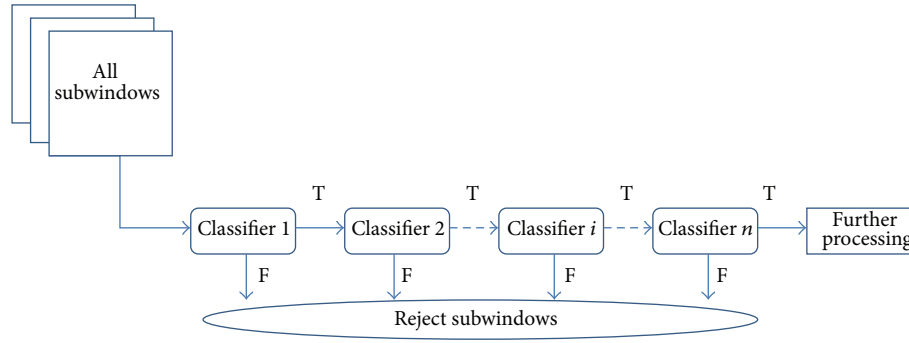 All
subwindows
T
T
T
T
Classifier 1
Classifier 2
Classifier i
Classifier n
Further
processing
F
F
F
F
Reject subwindows